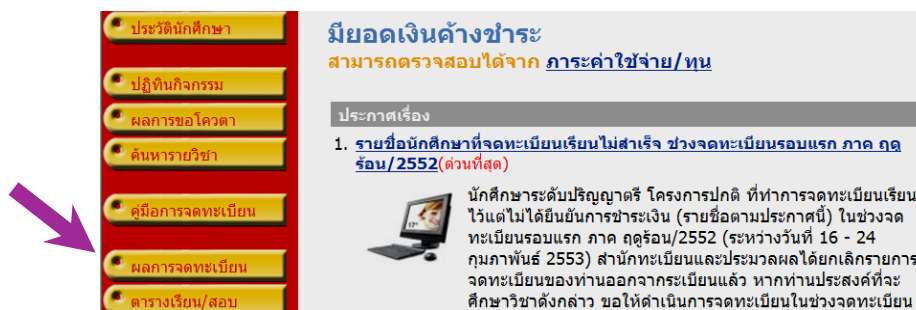 ประวัตินักศึกษา
ปฏิทินกิจกรรม
ผลการขอโควตา
ค้นหารายวิชา
คู่มือการจดทะเบียน
ผลการจดทะเบียน
ตารางเรียน/สอบ
มียอดเงินค้างชำระ
สามารถตรวจสอบได้จาก ภาระค่าใช้จ่าย/ทุน
ประกาศเรื่อง
1. รายชื่อนักศึกษาที่จดทะเบียนเรียนไม่สำเร็จ ช่วงจดทะเบียนรอบแรก ภาค ฤดู
ร้อน/2552(ด่วนที่สุด)
นักศึกษาระดับปริญญาตรี โครงการปกติ ที่ทำการจดทะเบียนเรียน
ไว้แต่ไม่ได้ยืนยันการชำระเงิน (รายชื่อตามประกาศนี้) ในช่วงจด
ทะเบียนรอบแรก ภาค ฤดูร้อน/2552 (ระหว่างวันที่ 16 - 24
กุมภาพันธ์ 2553) สำนักทะเบียนและประมวลผลได้ยกเลิกรายการ
จดทะเบียนของท่านออกจากระเบียนแล้ว หากท่านประสงค์ที่จะ
ศึกษาวิชาดังกล่าว ขอให้ดำเนินการจดทะเบียนในช่วงจดทะเบียน
17"